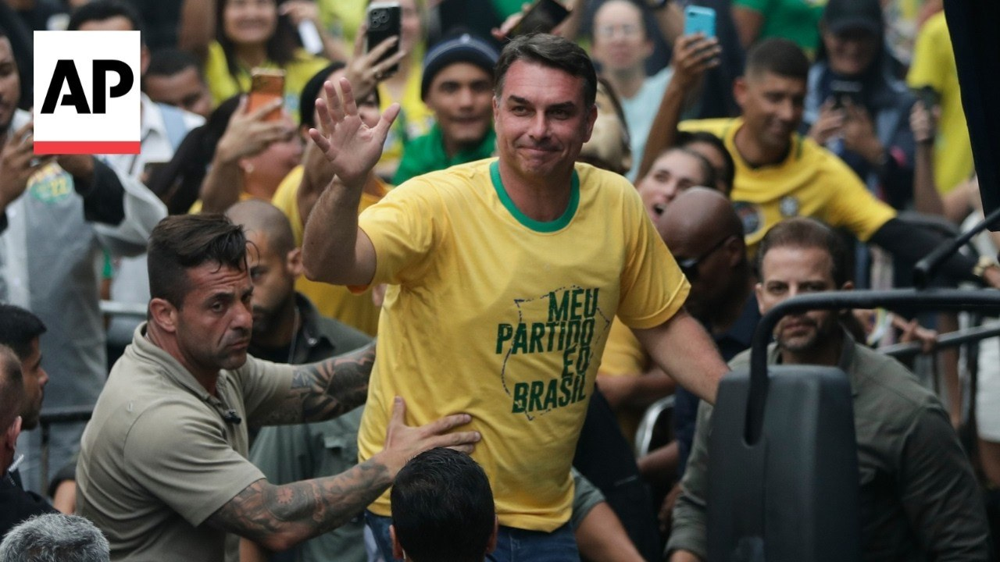 AP
MEU
PARTIDO
É O
BRASIL